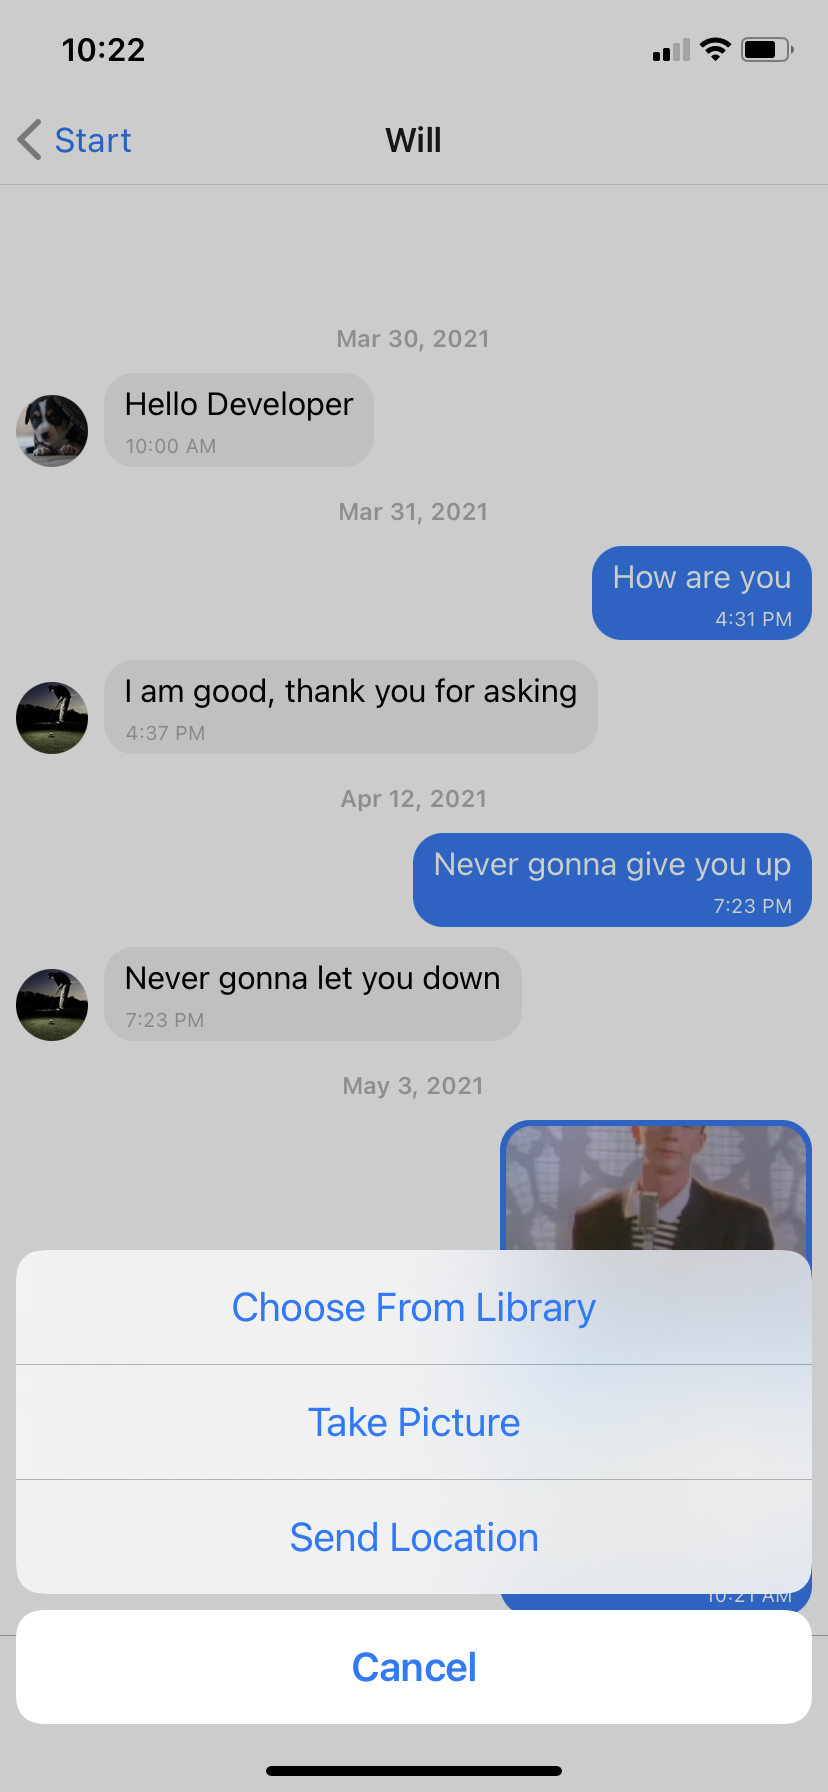 10:22
Start
Will
Mar 30, 2021
Hello Developer
10:00 AM
Mar 31, 2021
How are you
4:31 PM
I am good, thank you for asking
4:37 PM
Apr 12, 2021
Never gonna give you up
7:23 PM
Never gonna let you down
7:23 PM
May 3, 2021
Choose From Library
Take Picture
Send Location
10:21 AM
Cancel